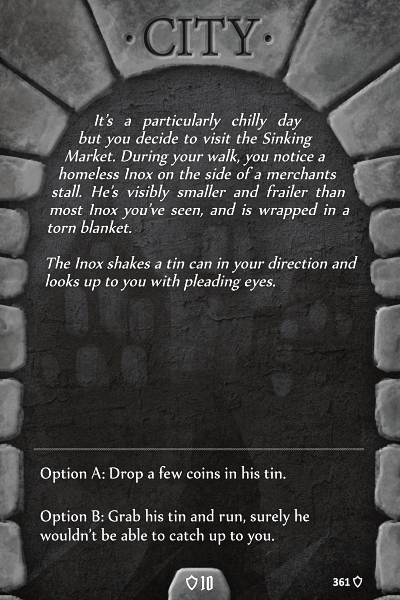 · CITY ·
It's a particularly chilly day
but you decide to visit the Sinking
Market. During your walk, you notice a
homeless Inox on the side of a merchants
stall. He's visibly smaller and frailer than
most Inox you've seen, and is wrapped in a
torn blanket.
The Inox shakes a tin can in your direction and
looks up to you with pleading eyes.
Option A: Drop a few coins in his tin.
Option B: Grab his tin and run, surely he
wouldn't be able to catch up to you.
10
361